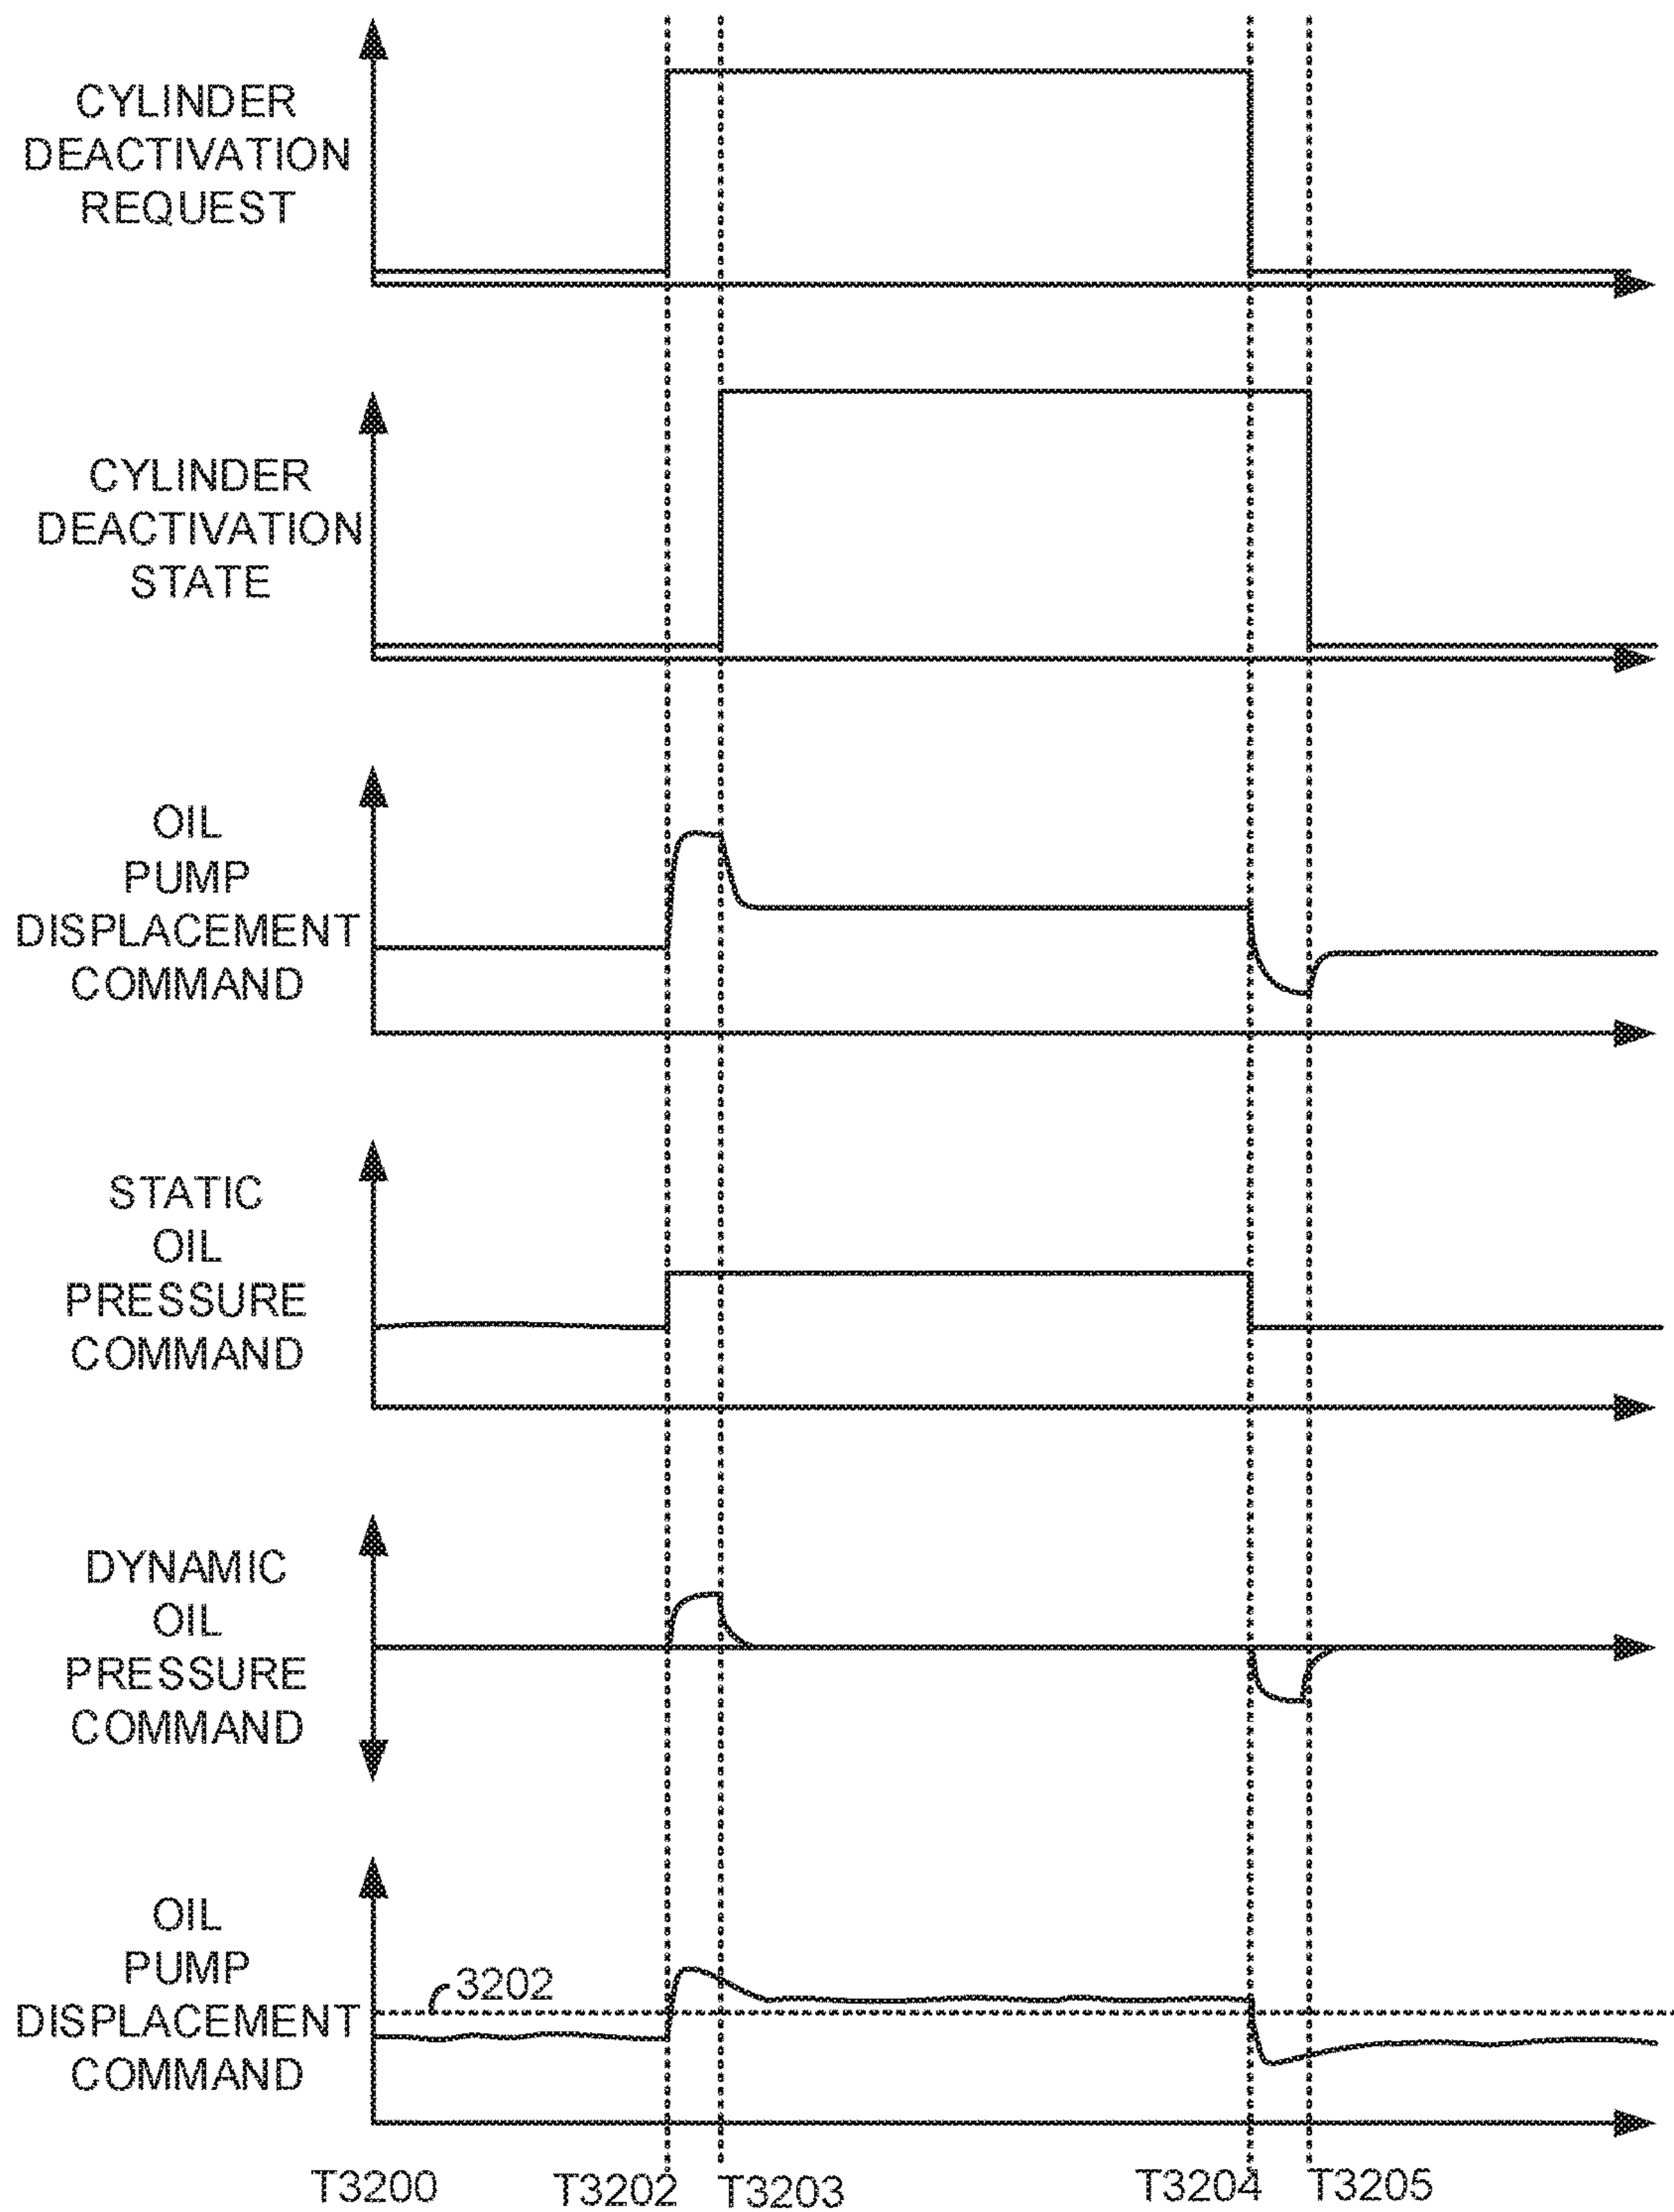 CYLINDER
DEACTIVATION
REQUEST
CYLINDER
DEACTIVATION
STATE
OIL
PUMP
DISPLACEMENT
COMMAND
STATIC
OIL
PRESSURE
COMMAND
DYNAMIC
OIL
PRESSURE
COMMAND
OIL
PUMP
DISPLACEMENT
COMMAND
3202
T3200 T3202 T3203 T3204 T3205